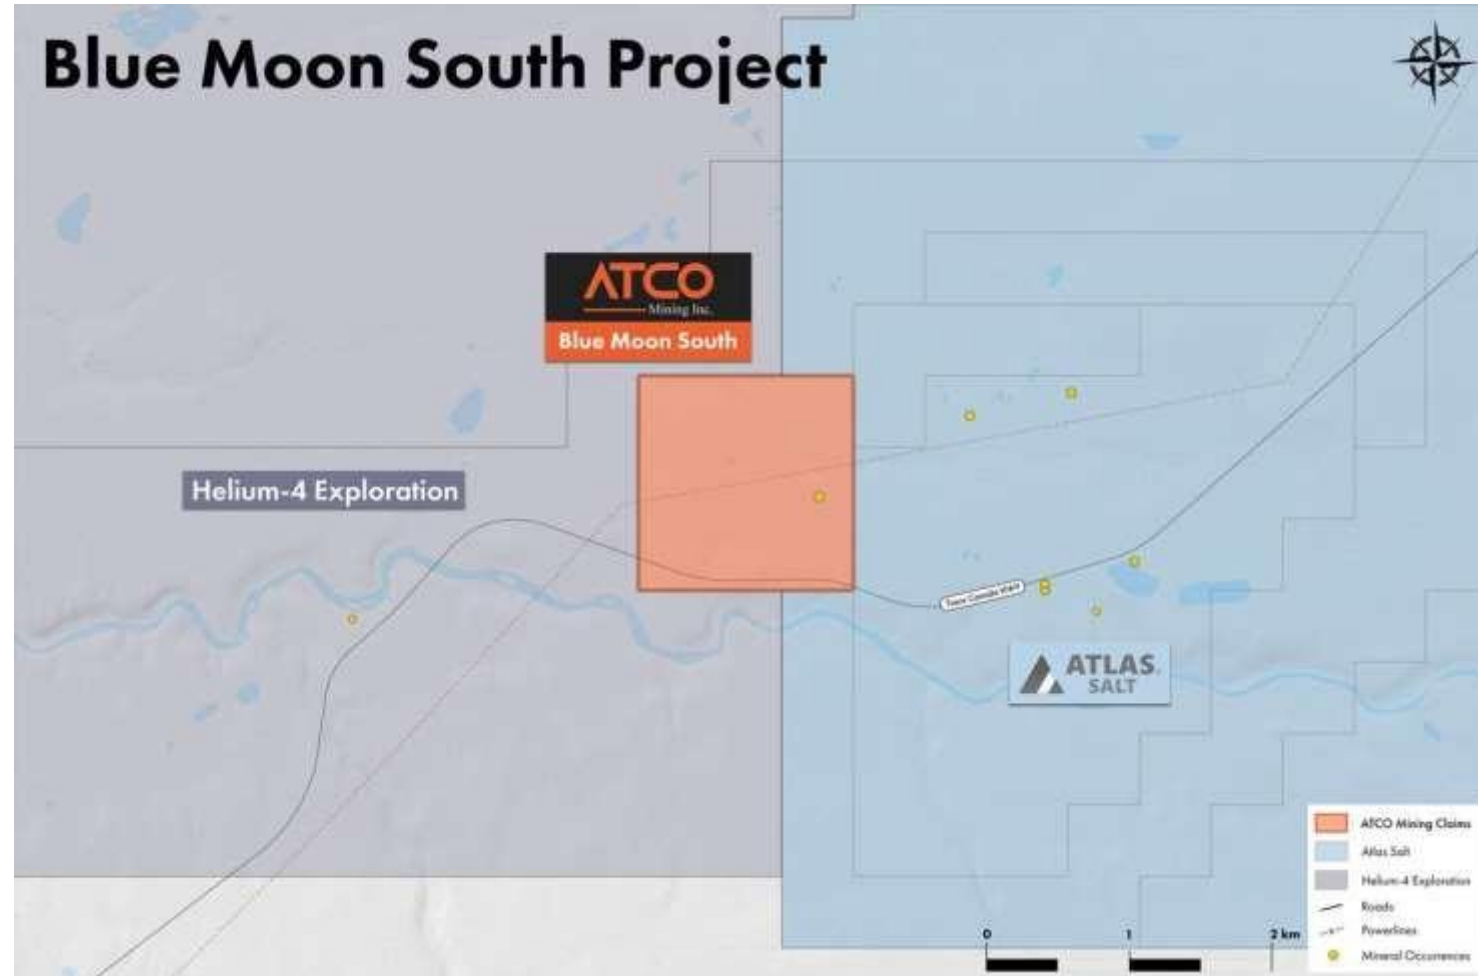 Blue Moon South Project
ATCO
Mining Inc.
Blue Moon South
Helium-4 Exploration
ATLAS
SALT
ATCO Mining Claims
Atlas Salt
Helium-4 Exploration
Roads
Powerlines
Mineral Occurrences
0 1 2 km